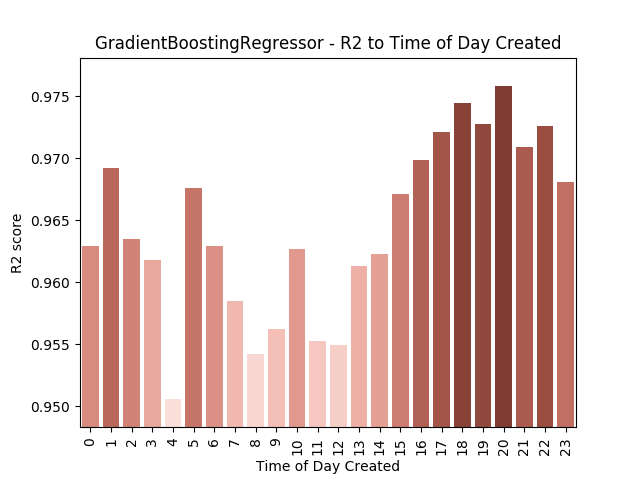 GradientBoostingRegressor - R2 to Time of Day Created
R2 score
0.975
0.970
0.965
0.960
0.955
0.950
0 1 2 3 4 5 6 7 8 9 10 11 12 13 14 15 16 17 18 19 20 21 22 23
Time of Day Created